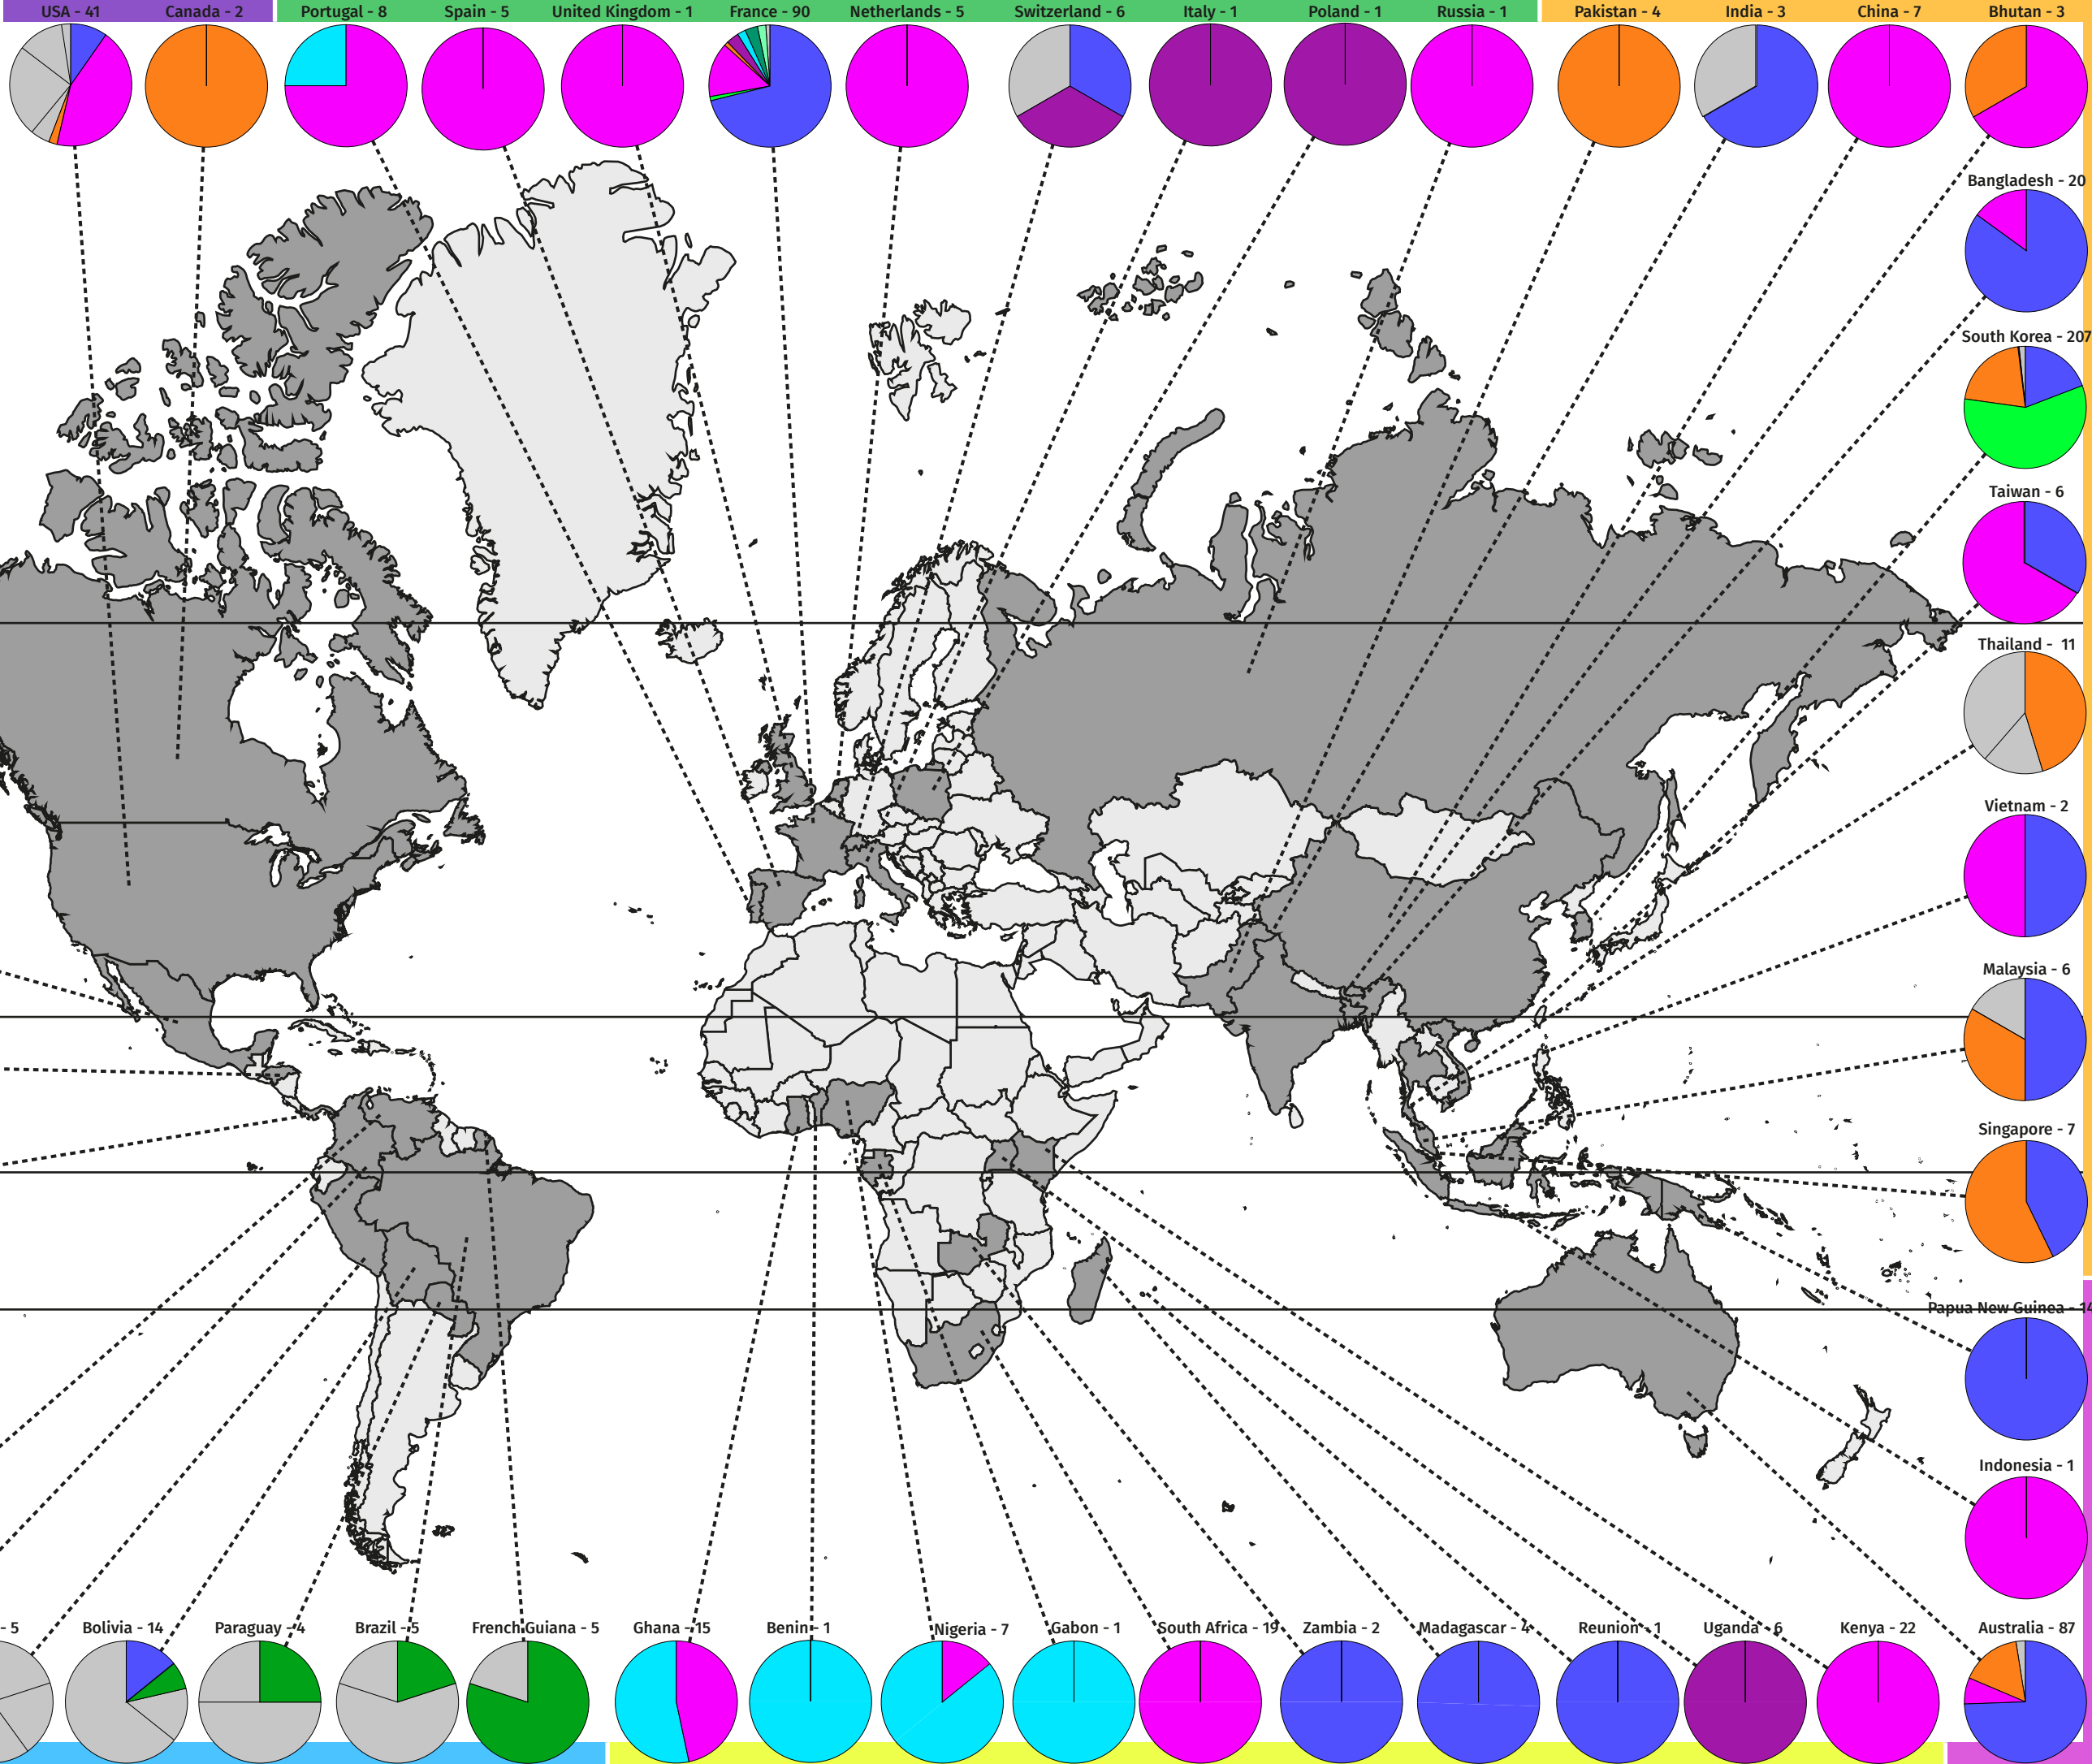 USA - 41
Canada - 2
Portugal - 8
Spain - 5
United Kingdom - 1
France - 90
Netherlands - 5
Switzerland - 6
Italy - 1
Poland - 1
Russia - 1
Pakistan - 4
India - 3
China - 7
Bhutan - 3
Bangladesh - 20
South Korea - 207
Taiwan - 6
Thailand - 11
Vietnam - 2
Malaysia - 6
Singapore - 7
Papua New Guinea - 14
Indonesia - 1
- 5
Bolivia - 14
Paraguay - 4
Brazil - 5
French Guiana - 5
Ghana - 15
Benin - 1
Nigeria - 7
Gabon - 1
South Africa - 19
Zambia - 2
Madagascar - 4
Reunion - 1
Uganda - 6
Kenya - 22
Australia - 87